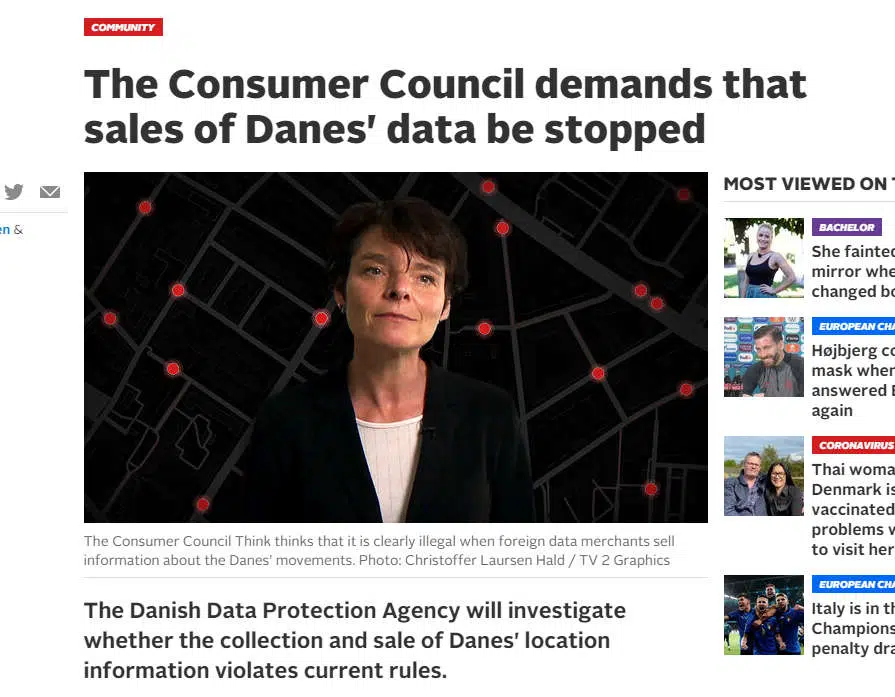 COMMUNITY
The Consumer Council demands that
sales of Danes' data be stopped
en &
The Consumer Council Think thinks that it is clearly illegal when foreign data merchants sell
information about the Danes' movements. Photo: Christoffer Laursen Hald / TV 2 Graphics
The Danish Data Protection Agency will investigate
whether the collection and sale of Danes' location
information violates current rules.
MOST VIEWED ON
BACHELOR
She fainted
mirror whe
changed bo
EUROPEAN CHA
Højbjerg co
mask when
answered E
again
CORONAVIRUS
Thai woma
Denmark is
vaccinated
problems v
to visit her
EUROPEAN CHA
Italy is in th
Champions
penalty dra